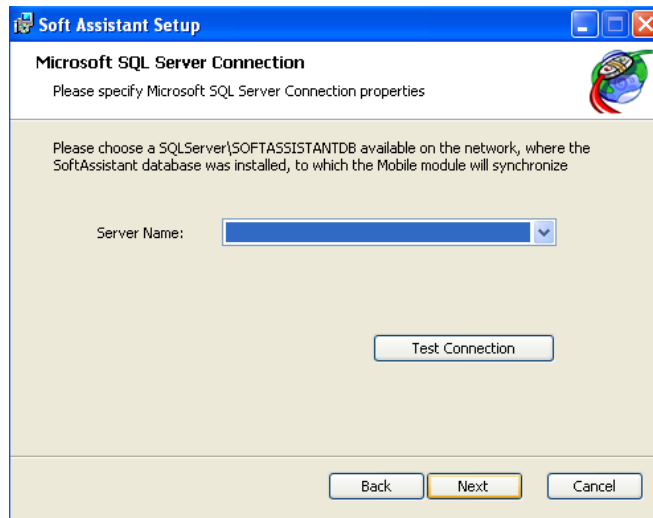 Soft Assistant Setup
Microsoft SQL Server Connection
Please specify Microsoft SQL Server Connection properties
Please choose a SQLServer\SOFTASSISTANTDB available on the network, where the
SoftAssistant database was installed, to which the Mobile module will synchronize
Server Name:
Test Connection
Back Next Cancel